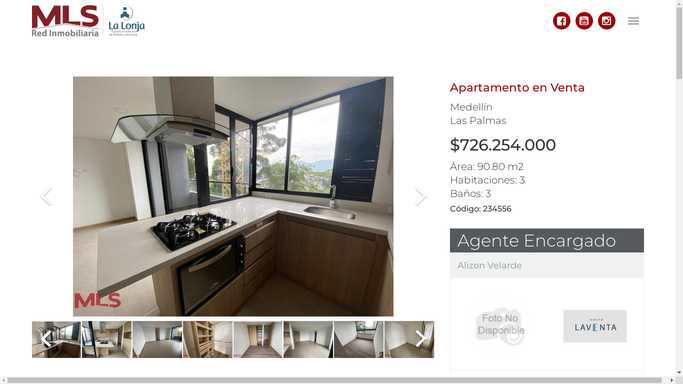 MLS
Red Inmobiliaria
La Lonja
Apartamento en Venta
Medellín
Las Palmas
$726.254.000
Área: 90.80 m2
Habitaciones: 3
Baños: 3
Código: 234556
Agente Encargado
Alizon Velarde
MLS
Foto No
Disponible
LAVENTA